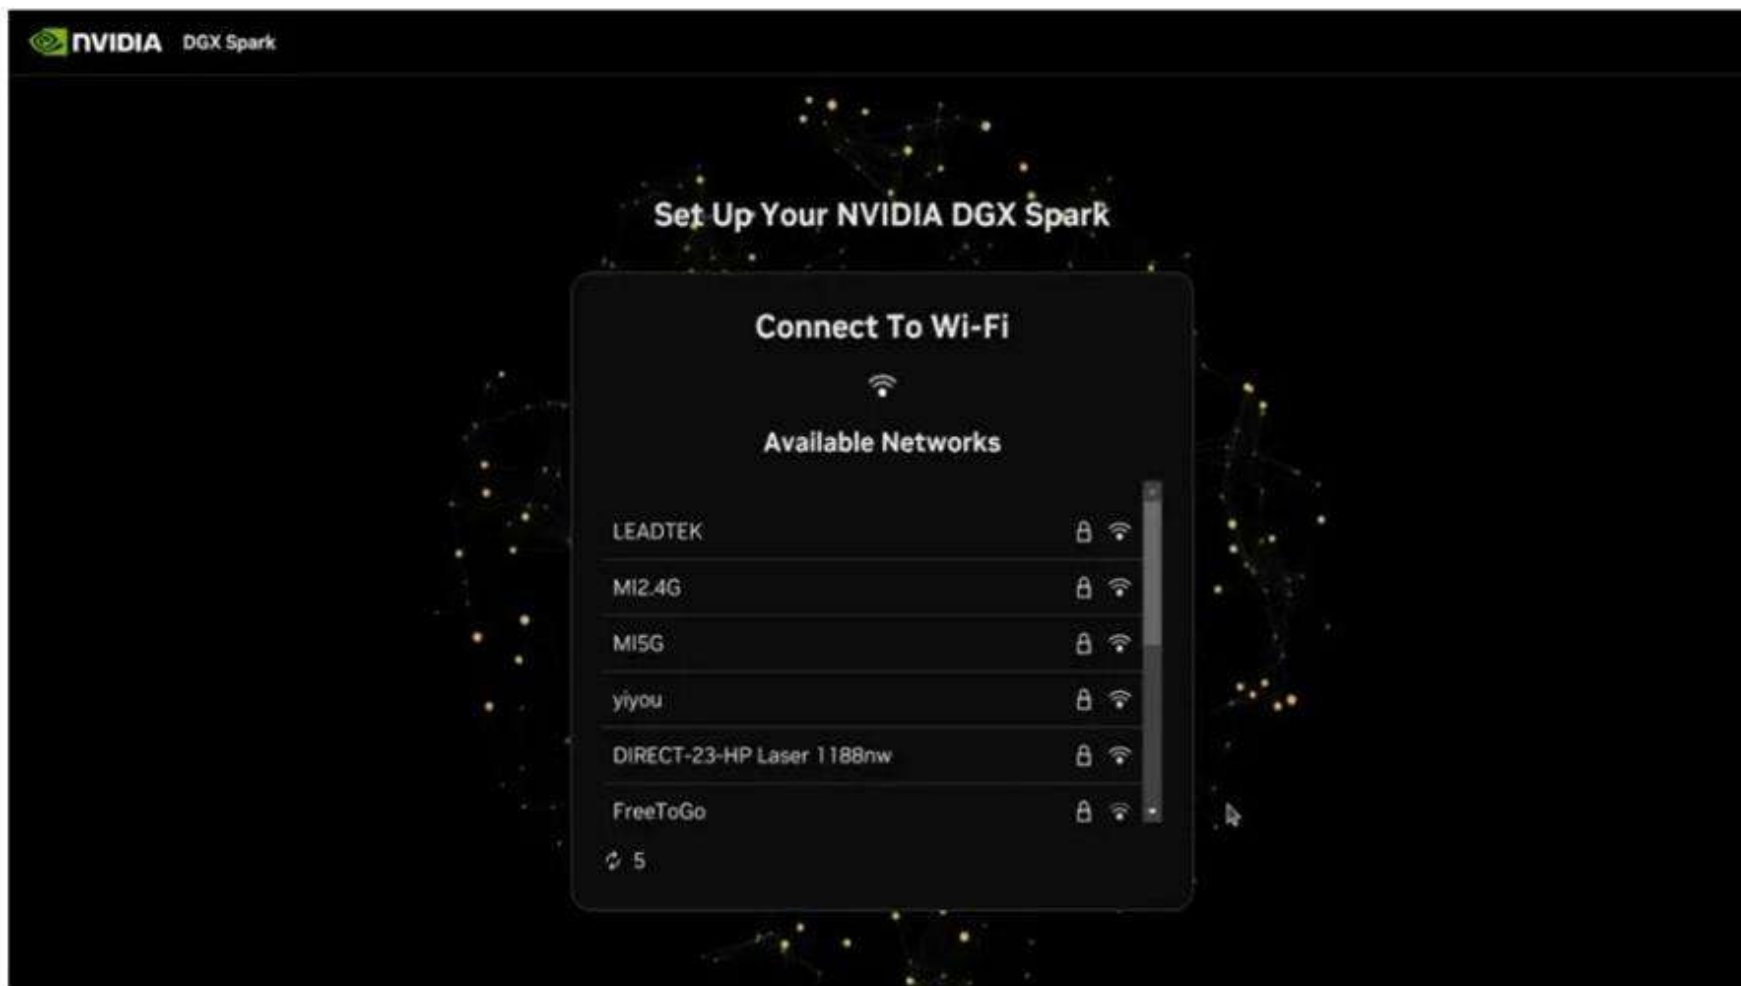 NVIDIA DGX Spark
Set Up Your NVIDIA DGX Spark
Connect To Wi-Fi
Available Networks
LEADTEK
MI2.4G
MI5G
yiyou
DIRECT-23-HP Laser 1188nw
FreeToGo
5